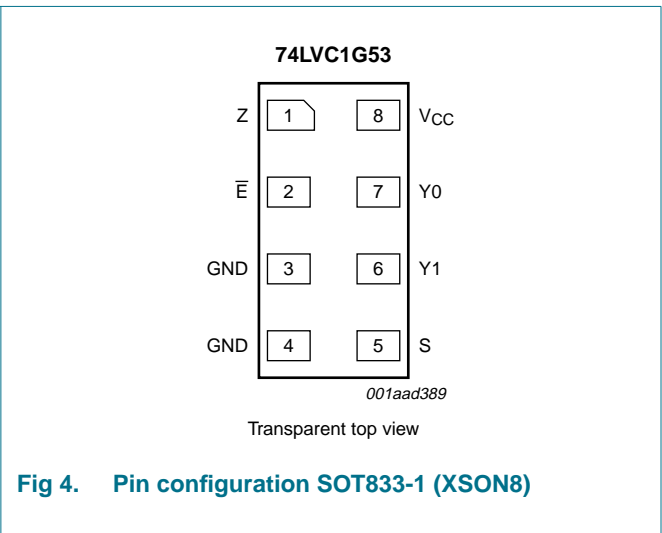 74LVC1G53
Z 1 8 VCC
E̅ 2 7 Y0
GND 3 6 Y1
GND 4 5 S
001aad389
Transparent top view
Fig 4. Pin configuration SOT833-1 (XSON8)